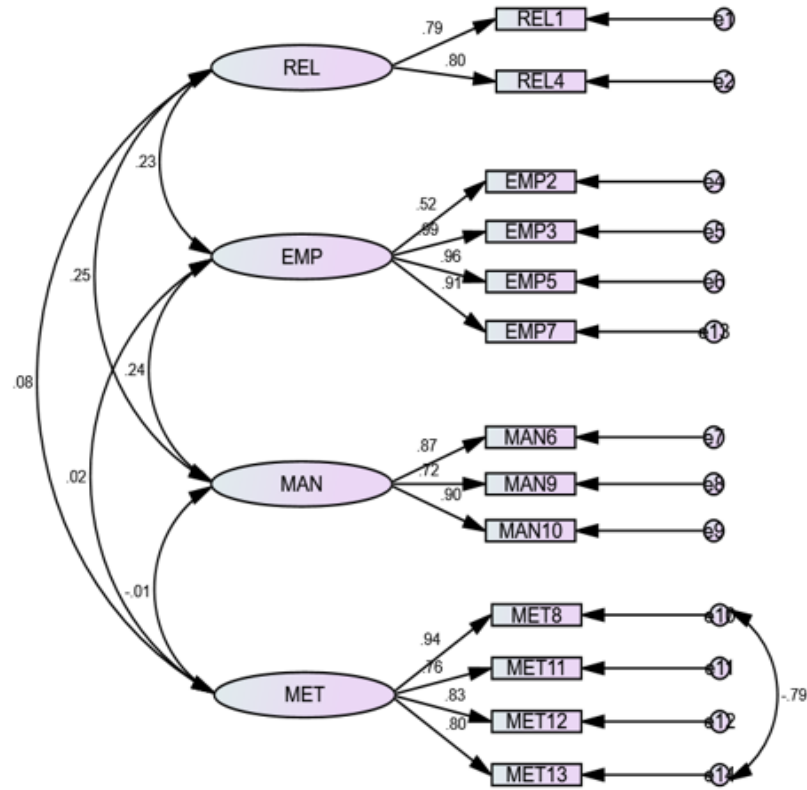 .79
REL1
e1
REL
.80
REL4
e2
.23
.52
EMP2
e4
.99
EMP3
e5
EMP
.96
EMP5
e6
.91
EMP7
e13
.25
.24
.08
.87
MAN6
e7
.72
MAN9
e8
MAN
.90
MAN10
e9
.02
-.01
.94
MET8
e10
.76
MET11
e11
MET
.83
MET12
e12
-.79
.80
MET13
e14